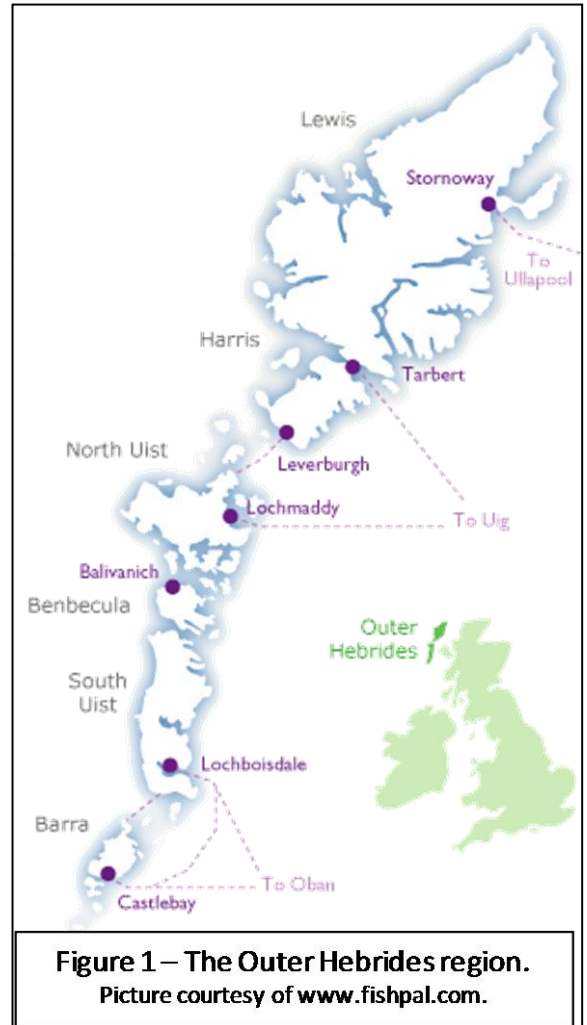 Lewis
Stornoway
To
Ullapool
Harris
Tarbert
Leverburgh
North Uist
Lochmaddy
To Uig
Balivanich
Benbecula
Outer
Hebrides
South
Uist
Lochboisdale
Barra
To Oban
Castlebay
Figure 1 – The Outer Hebrides region.
Picture courtesy of www.fishpal.com.